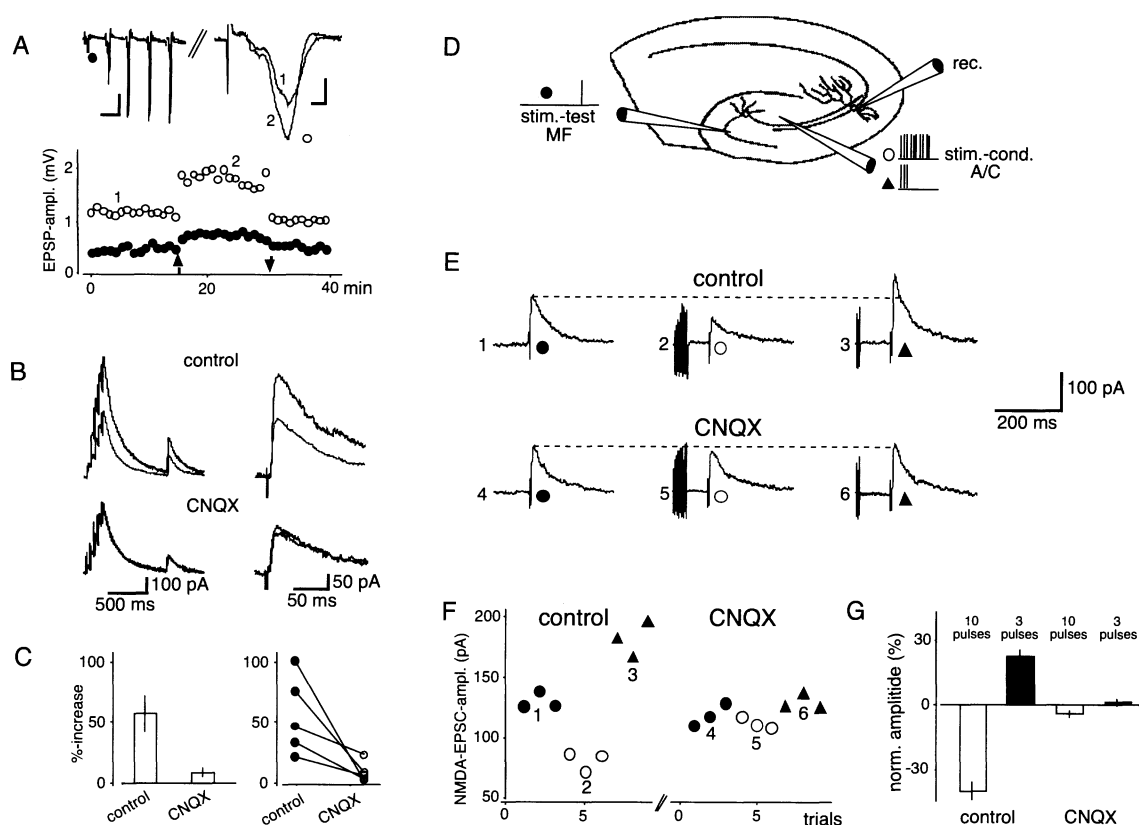 A
1
2
EPSP-ampl. (mV)
2
1
0
1
2
0 20 40 min
B
control
CNQX
100 pA
500 ms
50 pA
50 ms
C
%-increase
100
50
0
control CNQX
100
50
0
control CNQX
D
stim.-test
MF
rec.
stim.-cond.
A/C
E
control
1 2 3
100 pA
200 ms
CNQX
4 5 6
F
NMDA-EPSC-ampl. (pA)
200
150
100
50
control
CNQX
1
2
3
4
5
6
0 5 0 5 trials
G
norm. amplitide (%)
30
0
-30
10 pulses
3 pulses
10 pulses
3 pulses
control CNQX